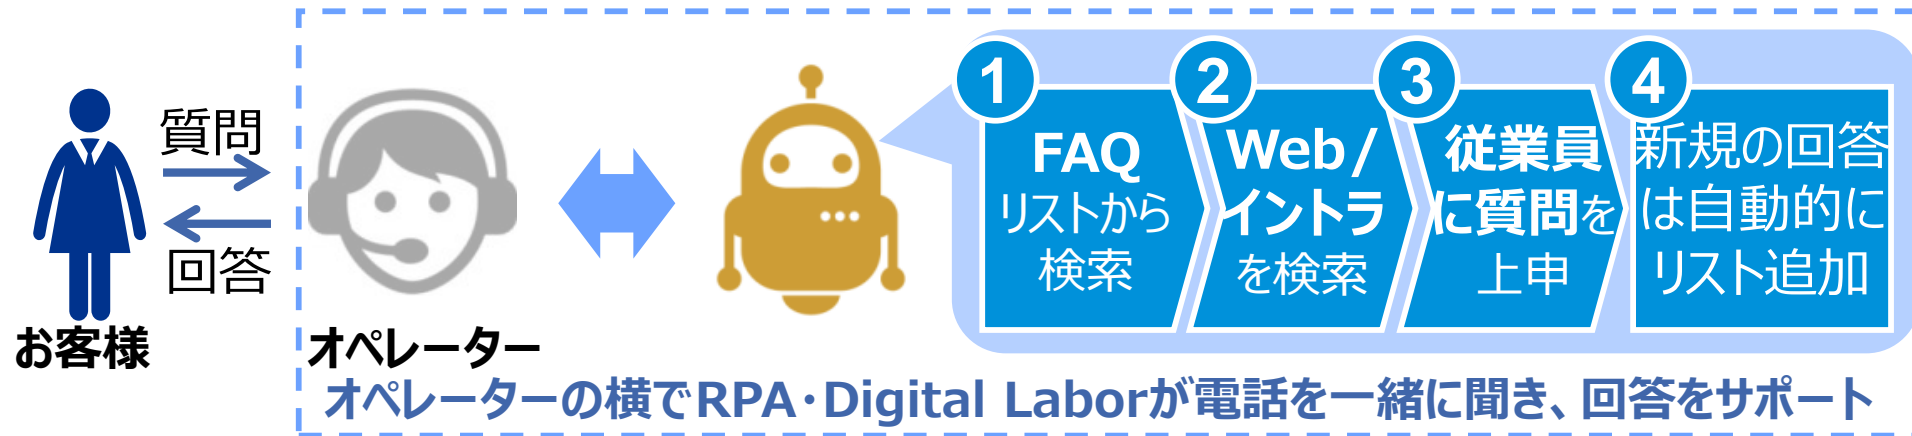 お客様
質問
回答
オペレーター
1
FAQ
リストから
検索
2
Web/
イントラ
を検索
3
従業員
に質問を
上申
4
新規の回答
は自動的に
リスト追加
オペレーターの横でRPA・Digital Laborが電話を一緒に聞き、回答をサポート